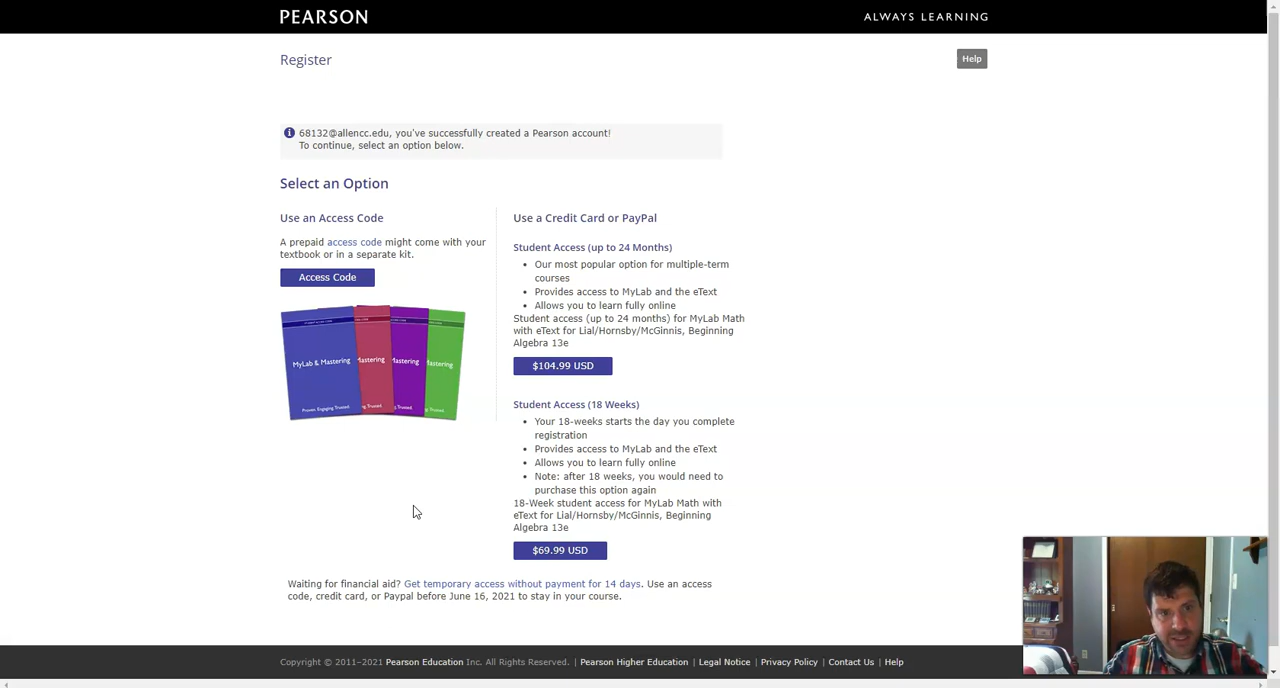 PEARSON
ALWAYS LEARNING
Register
Help
68132@allencc.edu, you've successfully created a Pearson account!
To continue, select an option below.
Select an Option
Use an Access Code
A prepaid access code might come with your
textbook or in a separate kit.
Access Code
MyLab & Mastering
Mastering
Mastering
Mastering
Proven. Engaging. Trusted.
Use a Credit Card or PayPal
Student Access (up to 24 Months)
• Our most popular option for multiple-term
courses
• Provides access to MyLab and the eText
• Allows you to learn fully online
Student access (up to 24 months) for MyLab Math
with eText for Lial/Hornsby/McGinnis, Beginning
Algebra 13e
$104.99 USD
Student Access (18 Weeks)
• Your 18-weeks starts the day you complete
registration
• Provides access to MyLab and the eText
• Allows you to learn fully online
• Note: after 18 weeks, you would need to
purchase this option again
18-Week student access for MyLab Math with
eText for Lial/Hornsby/McGinnis, Beginning
Algebra 13e
$69.99 USD
Waiting for financial aid? Get temporary access without payment for 14 days. Use an access
code, credit card, or Paypal before June 16, 2021 to stay in your course.
Copyright © 2011–2021 Pearson Education Inc. All Rights Reserved. | Pearson Higher Education | Legal Notice | Privacy Policy | Contact Us | Help